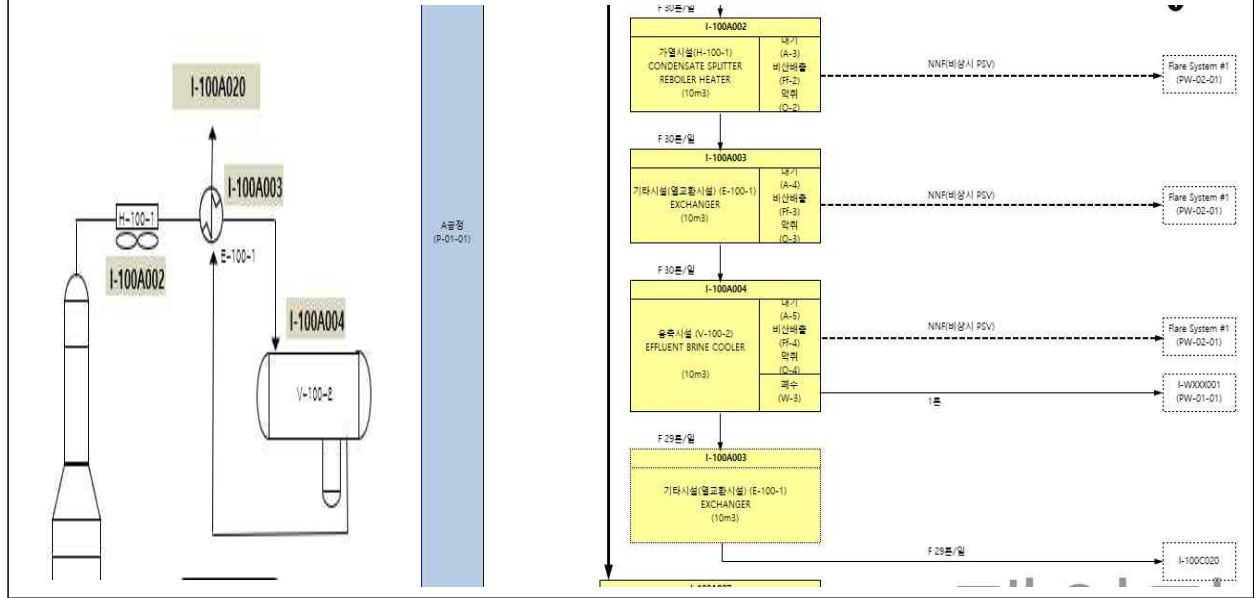 I-100A020
I-100A003
H-100-1
E-100-1
I-100A002
I-100A004
V-100-2
A공정
(P-01-01)
F 30톤/일
I-100A002
가열시설(H-100-1)
CONDENSATE SPLITTER
REBOILER HEATER
(10m3)
대기
(A-3)
비산배출
(Ff-2)
악취
(O-2)
NNF(비상시 PSV)
Flare System #1
(PW-02-01)
F 30톤/일
I-100A003
기타시설(열교환시설) (E-100-1)
EXCHANGER
(10m3)
대기
(A-4)
비산배출
(Ff-3)
악취
(O-3)
NNF(비상시 PSV)
Flare System #1
(PW-02-01)
F 30톤/일
I-100A004
응축시설 (V-100-2)
EFFLUENT BRINE COOLER
(10m3)
대기
(A-5)
비산배출
(Ff-4)
악취
(O-4)
폐수
(W-3)
NNF(비상시 PSV)
Flare System #1
(PW-02-01)
1톤
I-WXXX001
(PW-01-01)
F 29톤/일
I-100A003
기타시설(열교환시설) (E-100-1)
EXCHANGER
(10m3)
F 29톤/일
I-100C020